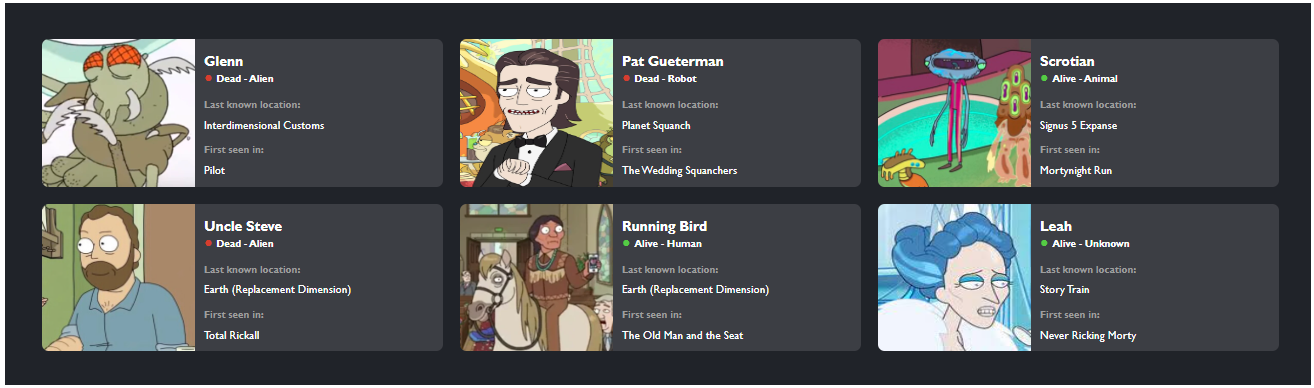 Glenn
Dead - Alien
Last known location:
Interdimensional Customs
First seen in:
Pilot
Pat Gueterman
Dead - Robot
Last known location:
Planet Squanch
First seen in:
The Wedding Squanchers
Scrotian
Alive - Animal
Last known location:
Signus 5 Expanse
First seen in:
Mortynight Run
Uncle Steve
Dead - Alien
Last known location:
Earth (Replacement Dimension)
First seen in:
Total Rickall
Running Bird
Alive - Human
Last known location:
Earth (Replacement Dimension)
First seen in:
The Old Man and the Seat
Leah
Alive - Unknown
Last known location:
Story Train
First seen in:
Never Ricking Morty